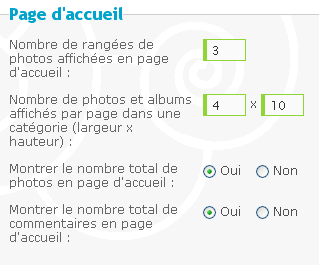 Page d'accueil
Nombre de rangées de
photos affichées en page
d'accueil :
3
Nombre de photos et albums
affichés par page dans une
catégorie (largeur x
hauteur) :
4 x 10
Montrer le nombre total de
photos en page d'accueil :
Oui Non
Montrer le nombre total de
commentaires en page
d'accueil :
Oui Non